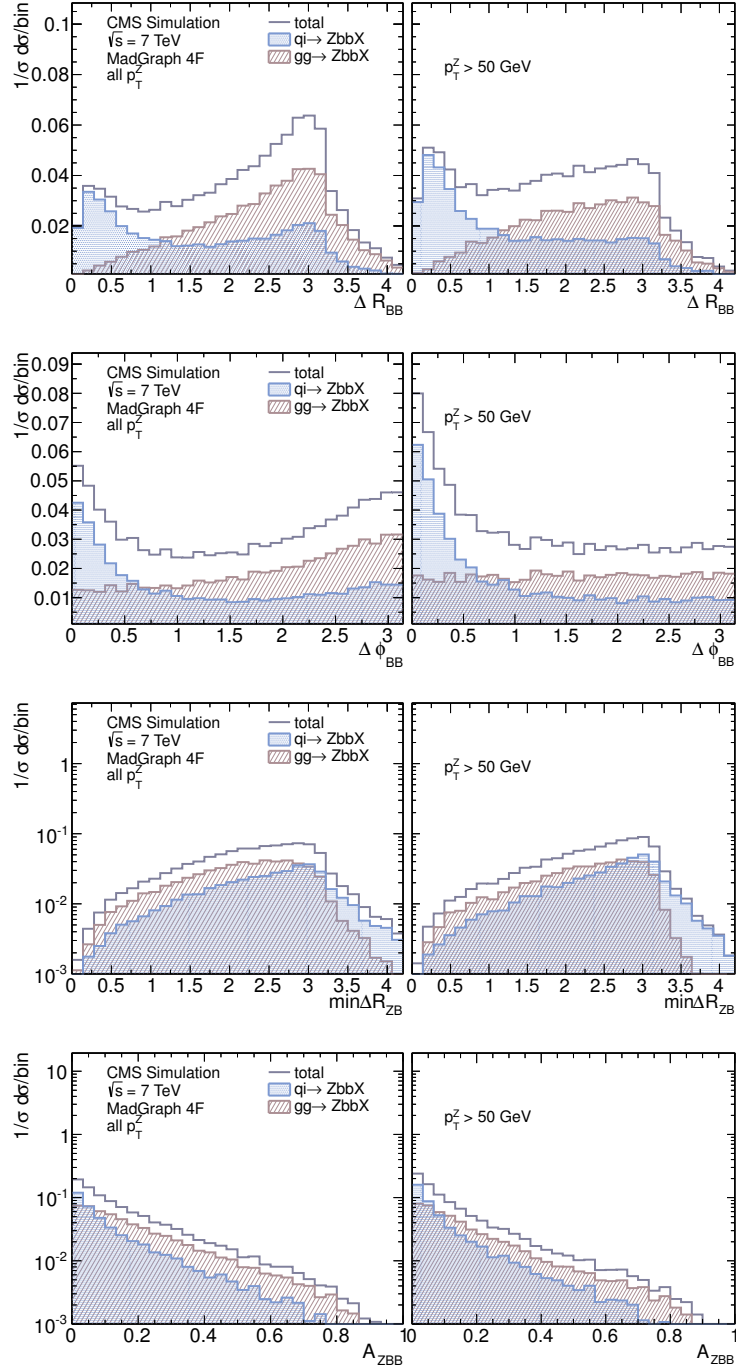 1/σ dσ/bin
0.1
0.08
0.06
0.04
0.02
CMS Simulation
√s = 7 TeV
MadGraph 4F
all p_T^Z
total
qi→ ZbbX
gg→ ZbbX
p_T^Z > 50 GeV
0 0.5 1 1.5 2 2.5 3 3.5 4
Δ R_BB
0 0.5 1 1.5 2 2.5 3 3.5 4
Δ R_BB
1/σ dσ/bin
0.09
0.08
0.07
0.06
0.05
0.04
0.03
0.02
0.01
CMS Simulation
√s = 7 TeV
MadGraph 4F
all p_T^Z
total
qi→ ZbbX
gg→ ZbbX
p_T^Z > 50 GeV
0 0.5 1 1.5 2 2.5 3
Δ ϕ_BB
0 0.5 1 1.5 2 2.5 3
Δ ϕ_BB
1/σ dσ/bin
1
10^-1
10^-2
10^-3
CMS Simulation
√s = 7 TeV
MadGraph 4F
all p_T^Z
total
qi→ ZbbX
gg→ ZbbX
p_T^Z > 50 GeV
0.5 1 1.5 2 2.5 3 3.5 4
minΔR_ZB
0.5 1 1.5 2 2.5 3 3.5 4
minΔR_ZB
1/σ dσ/bin
10
1
10^-1
10^-2
10^-3
CMS Simulation
√s = 7 TeV
MadGraph 4F
all p_T^Z
total
qi→ ZbbX
gg→ ZbbX
p_T^Z > 50 GeV
0 0.2 0.4 0.6 0.8 1
A_ZBB
0 0.2 0.4 0.6 0.8 1
A_ZBB